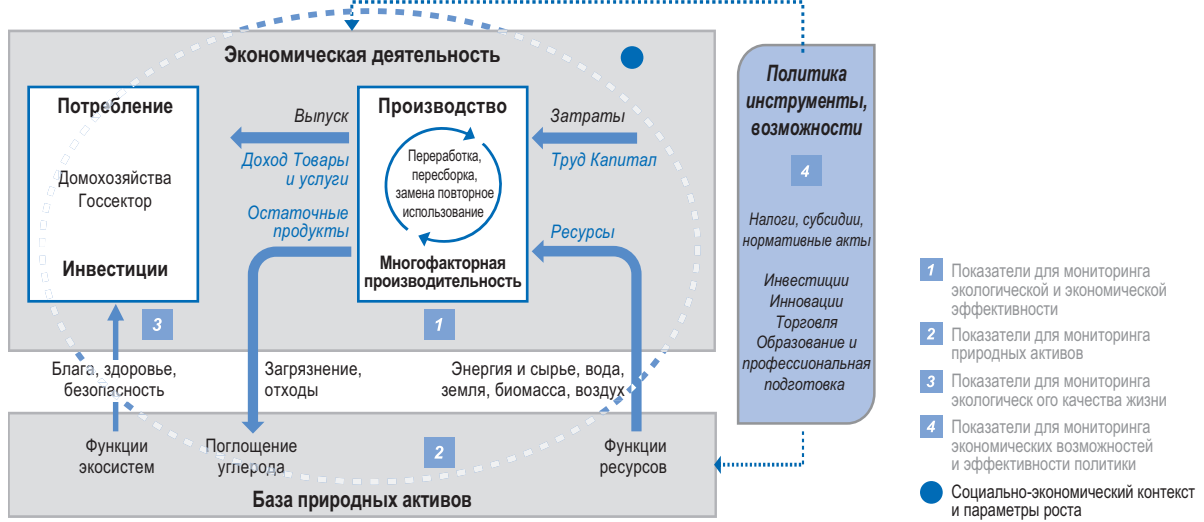 Экономическая деятельность
Потребление
Домохозяйства
Госсектор
Инвестиции
3
Выпуск
Доход Товары
и услуги
Остаточные
продукты
Производство
Переработка,
пересборка,
замена повторное
использование
Многофакторная
производительность
1
Затраты
Труд Капитал
Ресурсы
Блага, здоровье,
безопасность
Загрязнение,
отходы
Энергия и сырье, вода,
земля, биомасса, воздух
Функции
экосистем
Поглощение
углерода
2
Функции
ресурсов
База природных активов
Политика
инструменты,
возможности
4
Налоги, субсидии,
нормативные акты
Инвестиции
Инновации
Торговля
Образование и
профессиональная
подготовка
1 Показатели для мониторинга
экологической и экономической
эффективности
2 Показатели для мониторинга
природных активов
3 Показатели для мониторинга
экологическ ого качества жизни
4 Показатели для мониторинга
экономических возможностей
и эффективности политики
Социально-экономический контекст
и параметры роста